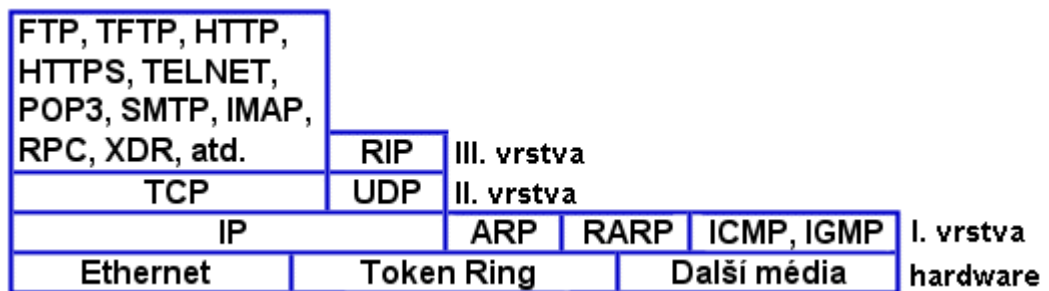 FTP, TFTP, HTTP,
HTTPS, TELNET,
POP3, SMTP, IMAP,
RPC, XDR, atd. RIP III. vrstva
TCP UDP II. vrstva
IP ARP RARP ICMP, IGMP I. vrstva
Ethernet Token Ring Další média hardware